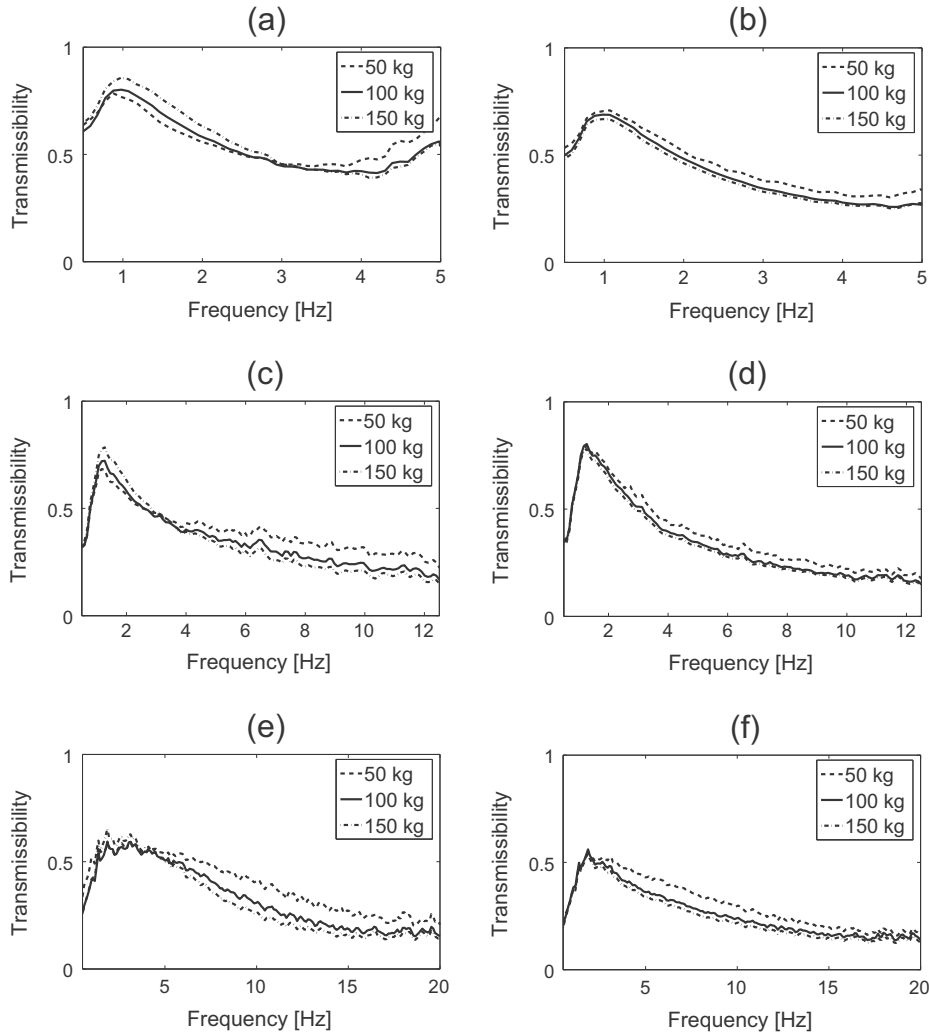 (a)
1
50 kg
100 kg
150 kg
0.5
0
Transmissibility
1 2 3 4 5
Frequency [Hz]
(b)
1
50 kg
100 kg
150 kg
0.5
0
Transmissibility
1 2 3 4 5
Frequency [Hz]
(c)
1
50 kg
100 kg
150 kg
0.5
0
Transmissibility
2 4 6 8 10 12
Frequency [Hz]
(d)
1
50 kg
100 kg
150 kg
0.5
0
Transmissibility
2 4 6 8 10 12
Frequency [Hz]
(e)
1
50 kg
100 kg
150 kg
0.5
0
Transmissibility
5 10 15 20
Frequency [Hz]
(f)
1
50 kg
100 kg
150 kg
0.5
0
Transmissibility
5 10 15 20
Frequency [Hz]